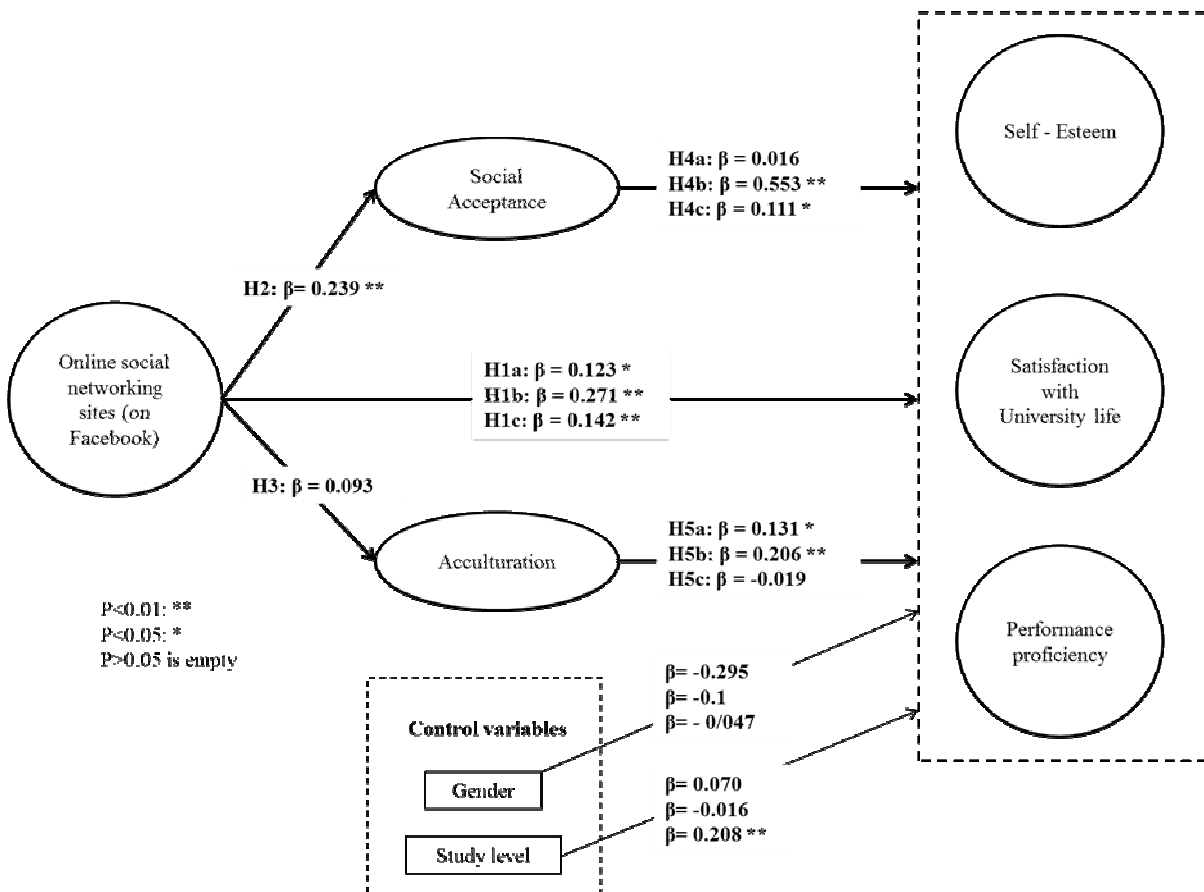 Self - Esteem
Social
Acceptance
H4a: β = 0.016
H4b: β = 0.553 **
H4c: β = 0.111 *
H2: β= 0.239 **
Online social
networking
sites (on
Facebook)
H1a: β = 0.123 *
H1b: β = 0.271 **
H1c: β = 0.142 **
Satisfaction
with
University life
H3: β = 0.093
Acculturation
H5a: β = 0.131 *
H5b: β = 0.206 **
H5c: β = -0.019
P<0.01: **
P<0.05: *
P>0.05 is empty
Performance
proficiency
β= -0.295
β= -0.1
β= - 0/047
Control variables
Gender
β= 0.070
β= -0.016
β= 0.208 **
Study level